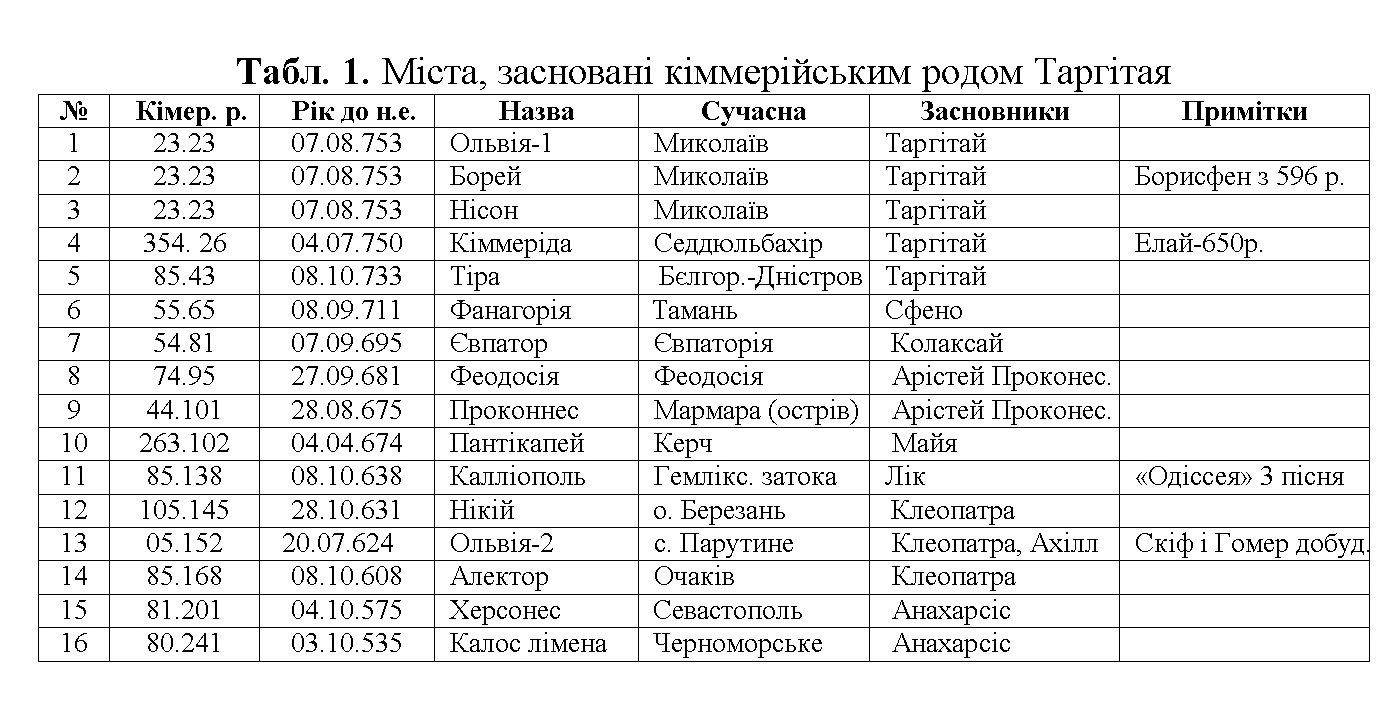 Табл. 1. Міста, засновані кіммерійським родом Таргітая
№ Кімер. р. Рік до н.е. Назва Сучасна Засновники Примітки
1 23.23 07.08.753 Ольвія-1 Миколаїв Таргітай
2 23.23 07.08.753 Борей Миколаїв Таргітай Борисфен з 596 р.
3 23.23 07.08.753 Нісон Миколаїв Таргітай
4 354. 26 04.07.750 Кіммеріда Седдюльбахір Таргітай Елай-650р.
5 85.43 08.10.733 Тіра Бєлгор.-Дністров Таргітай
6 55.65 08.09.711 Фанагорія Тамань Сфено
7 54.81 07.09.695 Євпатор Євпаторія Колаксай
8 74.95 27.09.681 Феодосія Феодосія Арістей Проконес.
9 44.101 28.08.675 Проконнес Мармара (острів) Арістей Проконес.
10 263.102 04.04.674 Пантікапей Керч Майя
11 85.138 08.10.638 Калліополь Гемлікс. затока Лік «Одіссея» 3 пісня
12 105.145 28.10.631 Нікій о. Березань Клеопатра
13 05.152 20.07.624 Ольвія-2 с. Парутине Клеопатра, Ахілл Скіф і Гомер добуд.
14 85.168 08.10.608 Алектор Очаків Клеопатра
15 81.201 04.10.575 Херсонес Севастополь Анахарсіс
16 80.241 03.10.535 Калос лімена Черноморське Анахарсіс